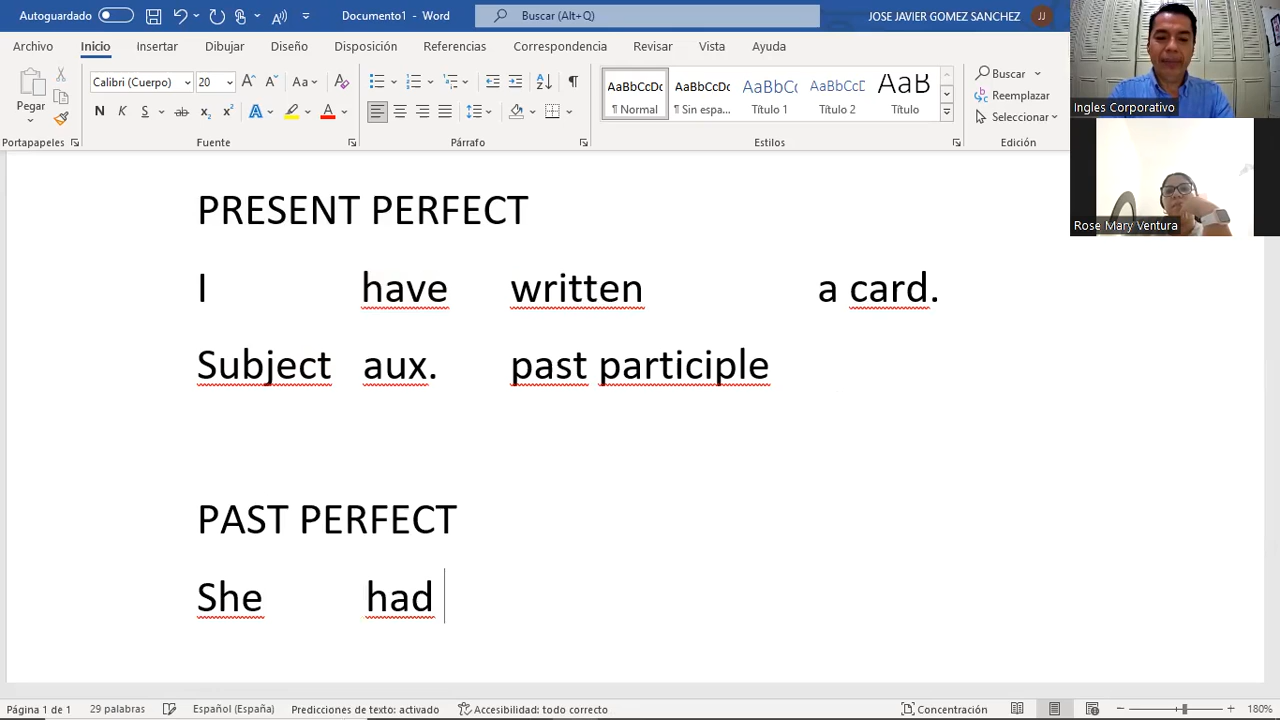 Autoguardado
Documento1 - Word
Buscar (Alt+Q)
JOSE JAVIER GOMEZ SANCHEZ
JJ
Archivo Inicio Insertar Dibujar Diseño Disposición Referencias Correspondencia Revisar Vista Ayuda
Pegar
Calibri (Cuerpo) 20
N K S ab x₂ x²
AaBbCcDc AaBbCcDc AaBbCc AaBbCcD AaB
¶ Normal ¶ Sin espa... Título 1 Título 2 Título
Buscar
Reemplazar
Seleccionar
Portapapeles Fuente Párrafo Estilos Edición
Ingles Corporativo
Rose Mary Ventura
PRESENT PERFECT
I have written a card.
Subject aux. past participle
PAST PERFECT
She had
Página 1 de 1 29 palabras Español (España) Predicciones de texto: activado Accesibilidad: todo correcto Concentración 180%